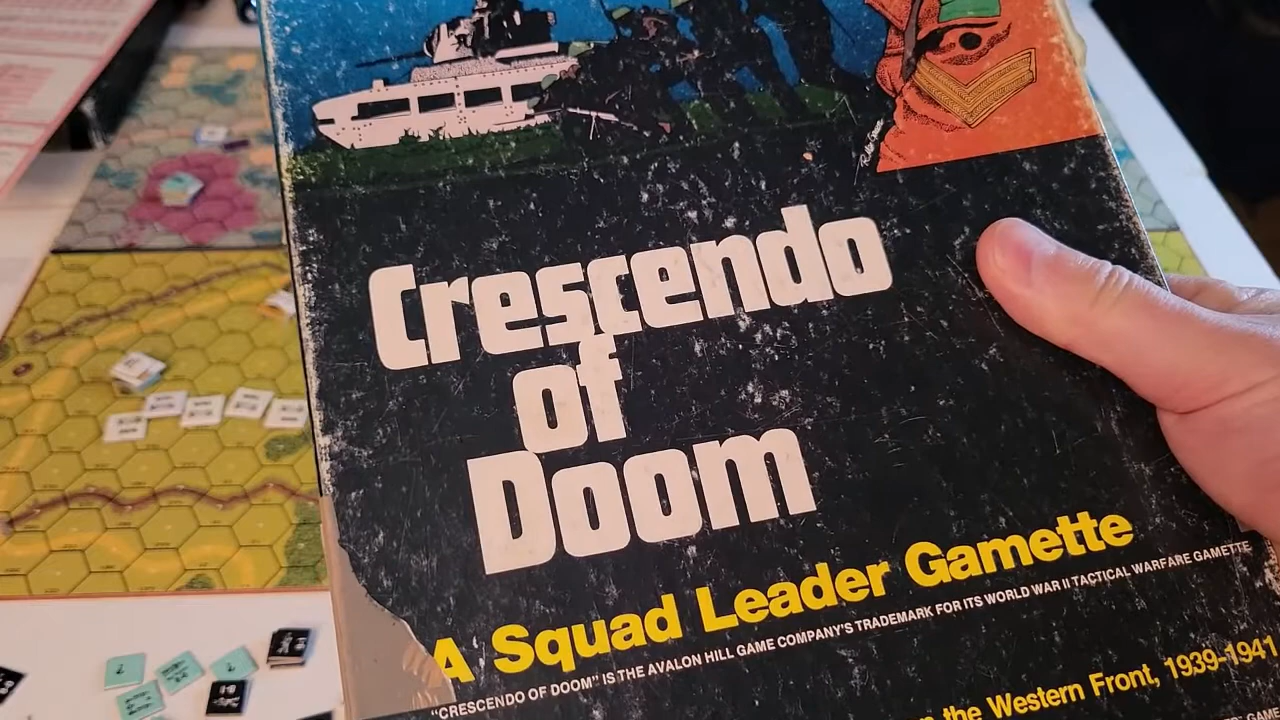 Crescendo
of
Doom
A Squad Leader Gamette
"CRESCENDO OF DOOM" IS THE AVALON HILL GAME COMPANY'S TRADEMARK FOR ITS WORLD WAR II TACTICAL WARFARE GAMETTE
the Western Front, 1939-1941
GAME